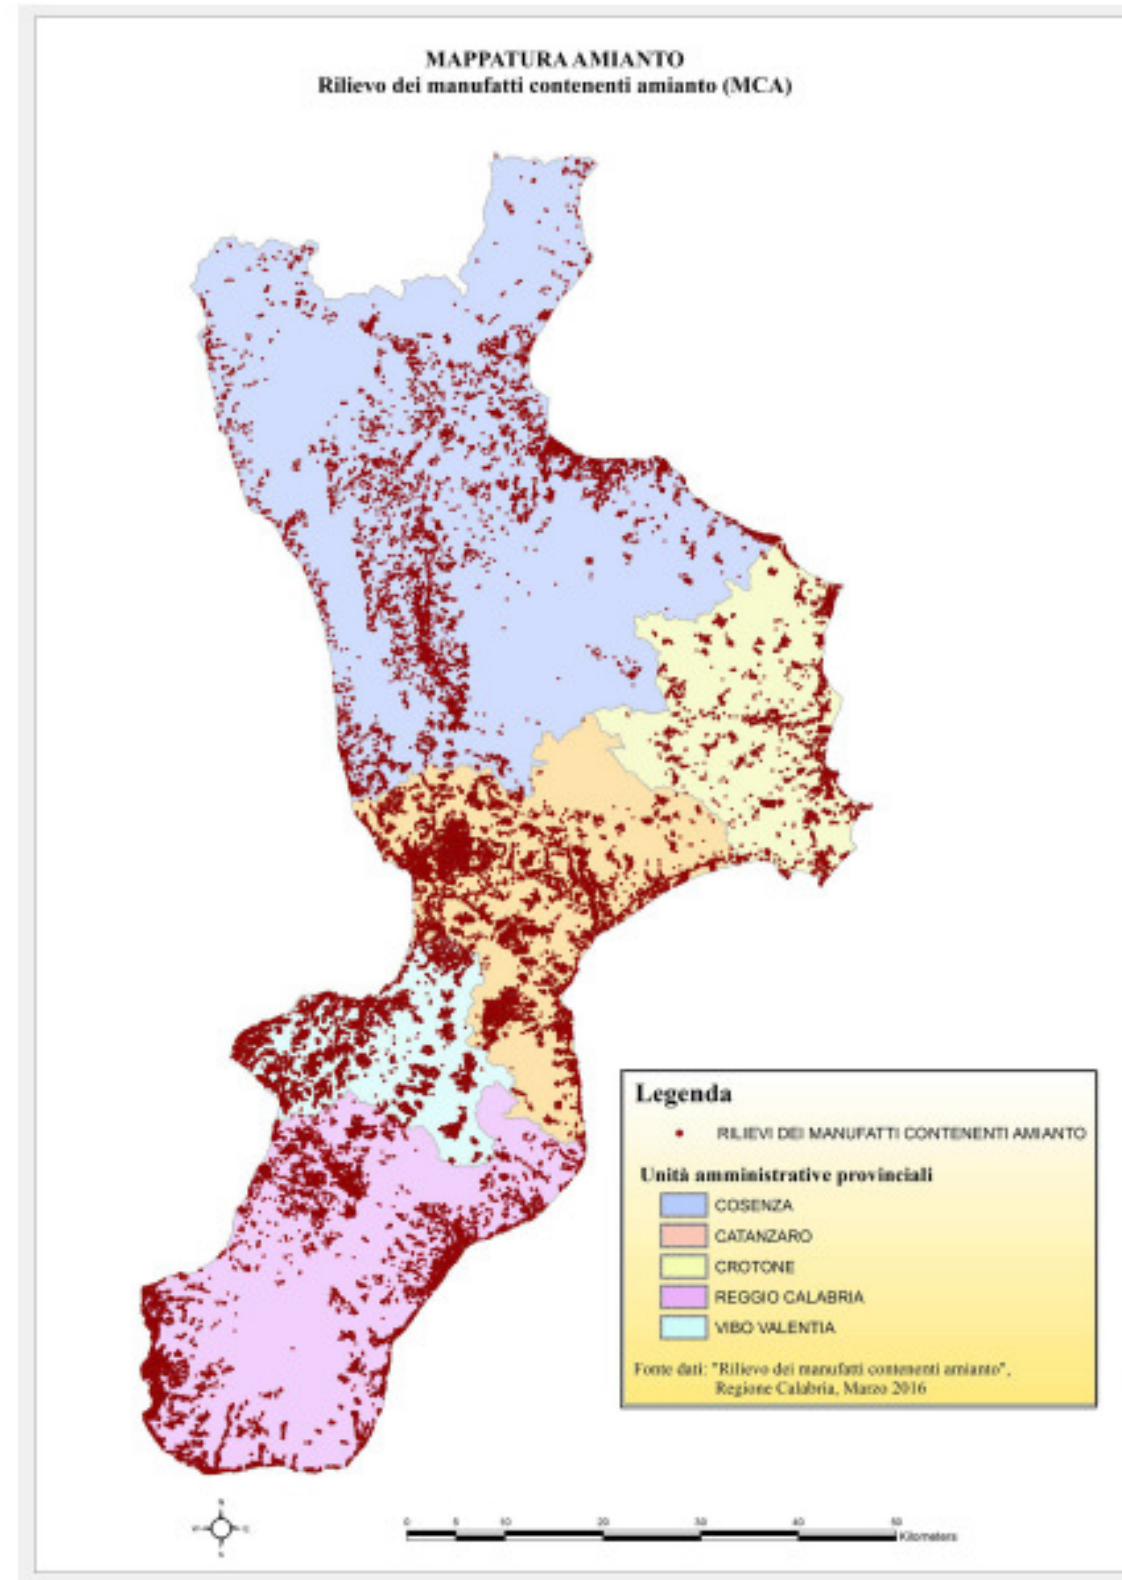 MAPPATURA AMIANTO
Rilievo dei manufatti contenenti amianto (MCA)
Legenda
RILIEVI DEI MANUFATTI CONTENENTI AMIANTO
Unità amministrative provinciali
COSENZA
CATANZARO
CROTONE
REGGIO CALABRIA
VIBO VALENTIA
Fonte dati: "Rilievo dei manufatti contenenti amianto",
Regione Calabria, Marzo 2016
0 5 10 20 30 40 50
Kilometers